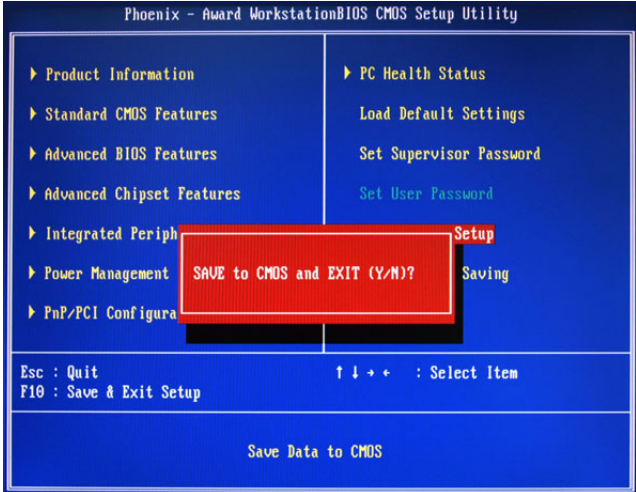 Phoenix - Award WorkstationBIOS CMOS Setup Utility
Product Information
Standard CMOS Features
Advanced BIOS Features
Advanced Chipset Features
Integrated Periph
Power Management
PnP/PCI Configura
PC Health Status
Load Default Settings
Set Supervisor Password
Set User Password
Setup
Saving
SAVE to CMOS and EXIT (Y/N)?
Esc : Quit
F10 : Save & Exit Setup
↑ ↓ → ← : Select Item
Save Data to CMOS